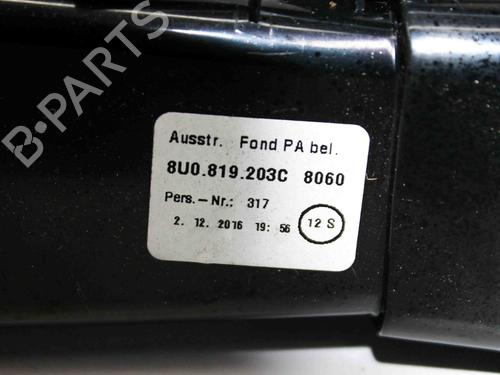 B-PARTS
Ausstr. Fond PA bel.
8U0.819.203C 8060
Pers.-Nr.: 317
2. 12. 2016 19: 56 12 S